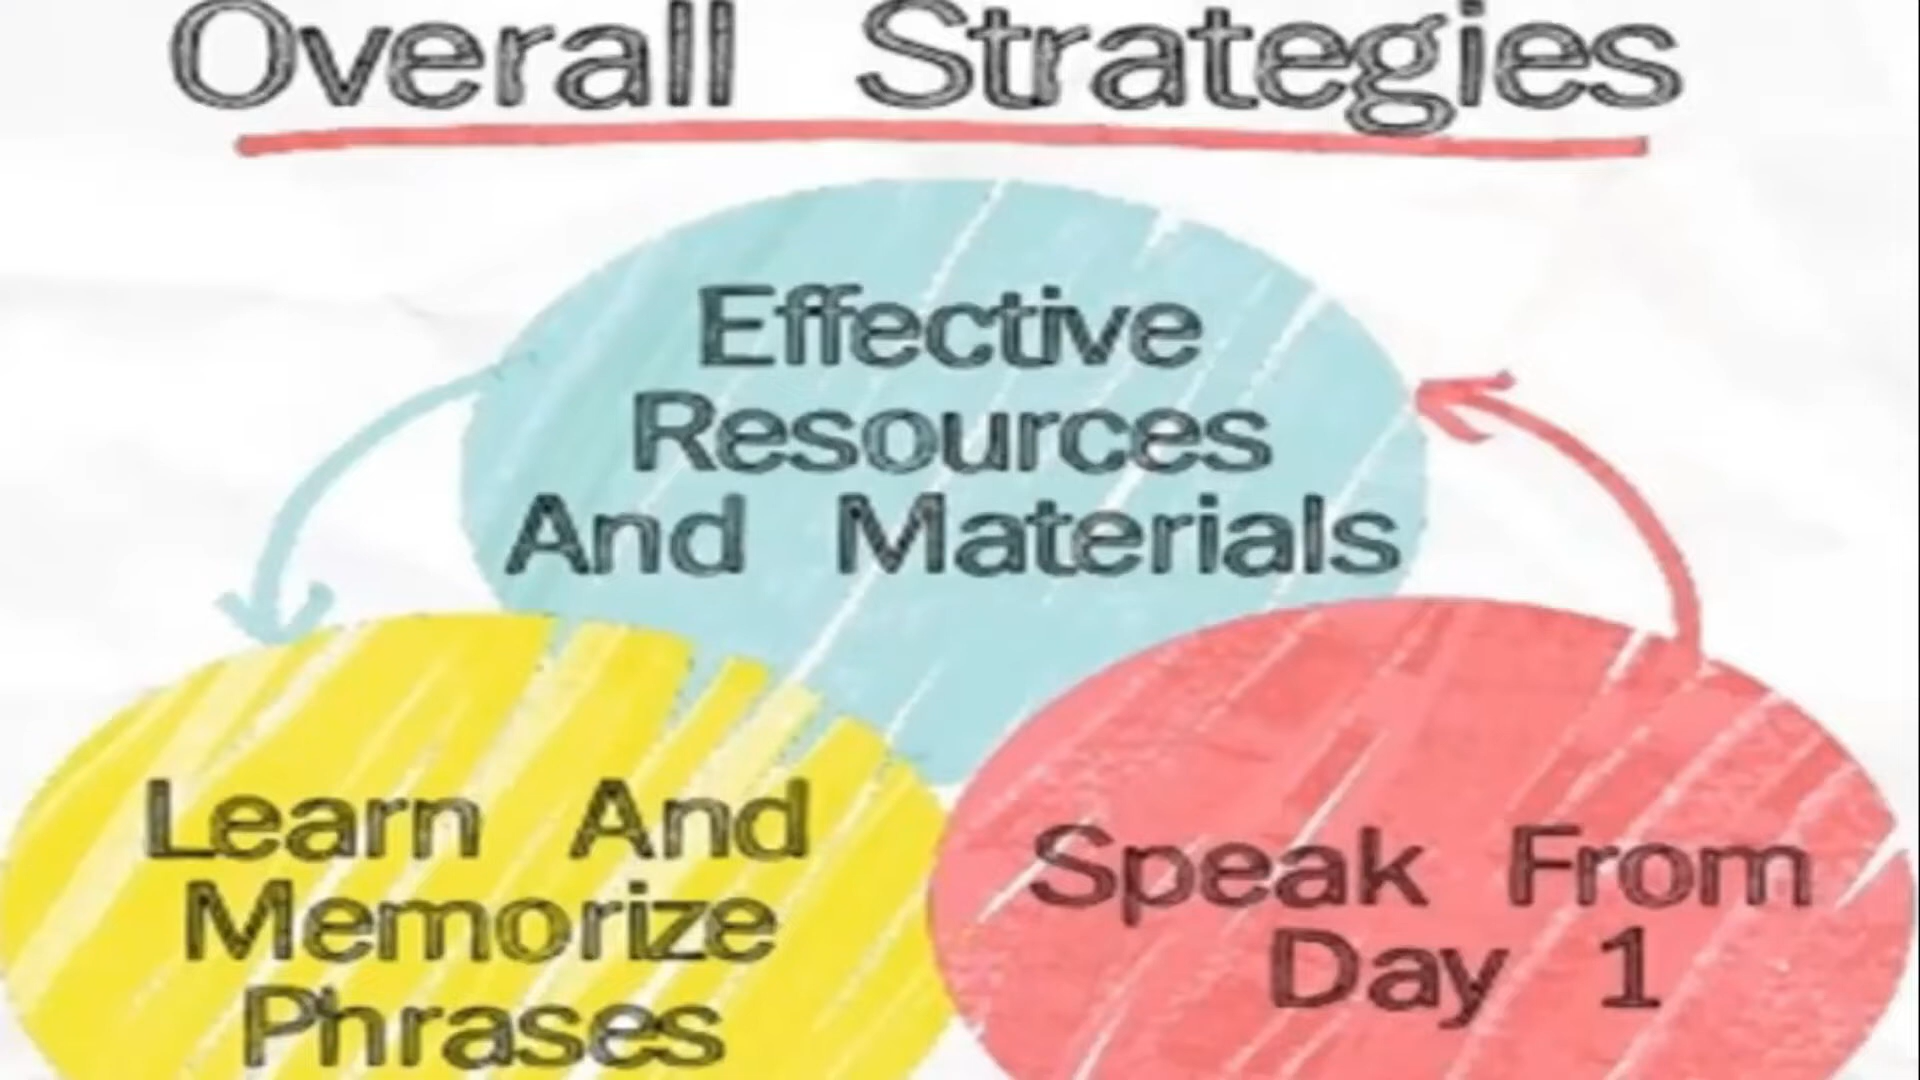 Overall Strategies
Effective
Resources
And Materials
Learn And
Memorize
Phrases
Speak From
Day 1